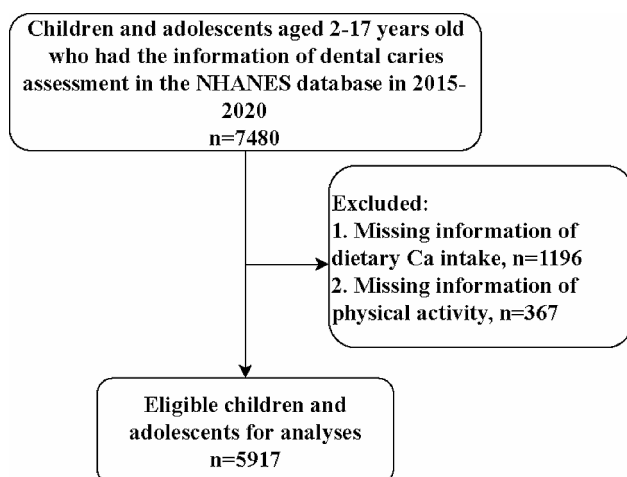 Children and adolescents aged 2-17 years old
who had the information of dental caries
assessment in the NHANES database in 2015-
2020
n=7480
Excluded:
1. Missing information of
dietary Ca intake, n=1196
2. Missing information of
physical activity, n=367
Eligible children and
adolescents for analyses
n=5917